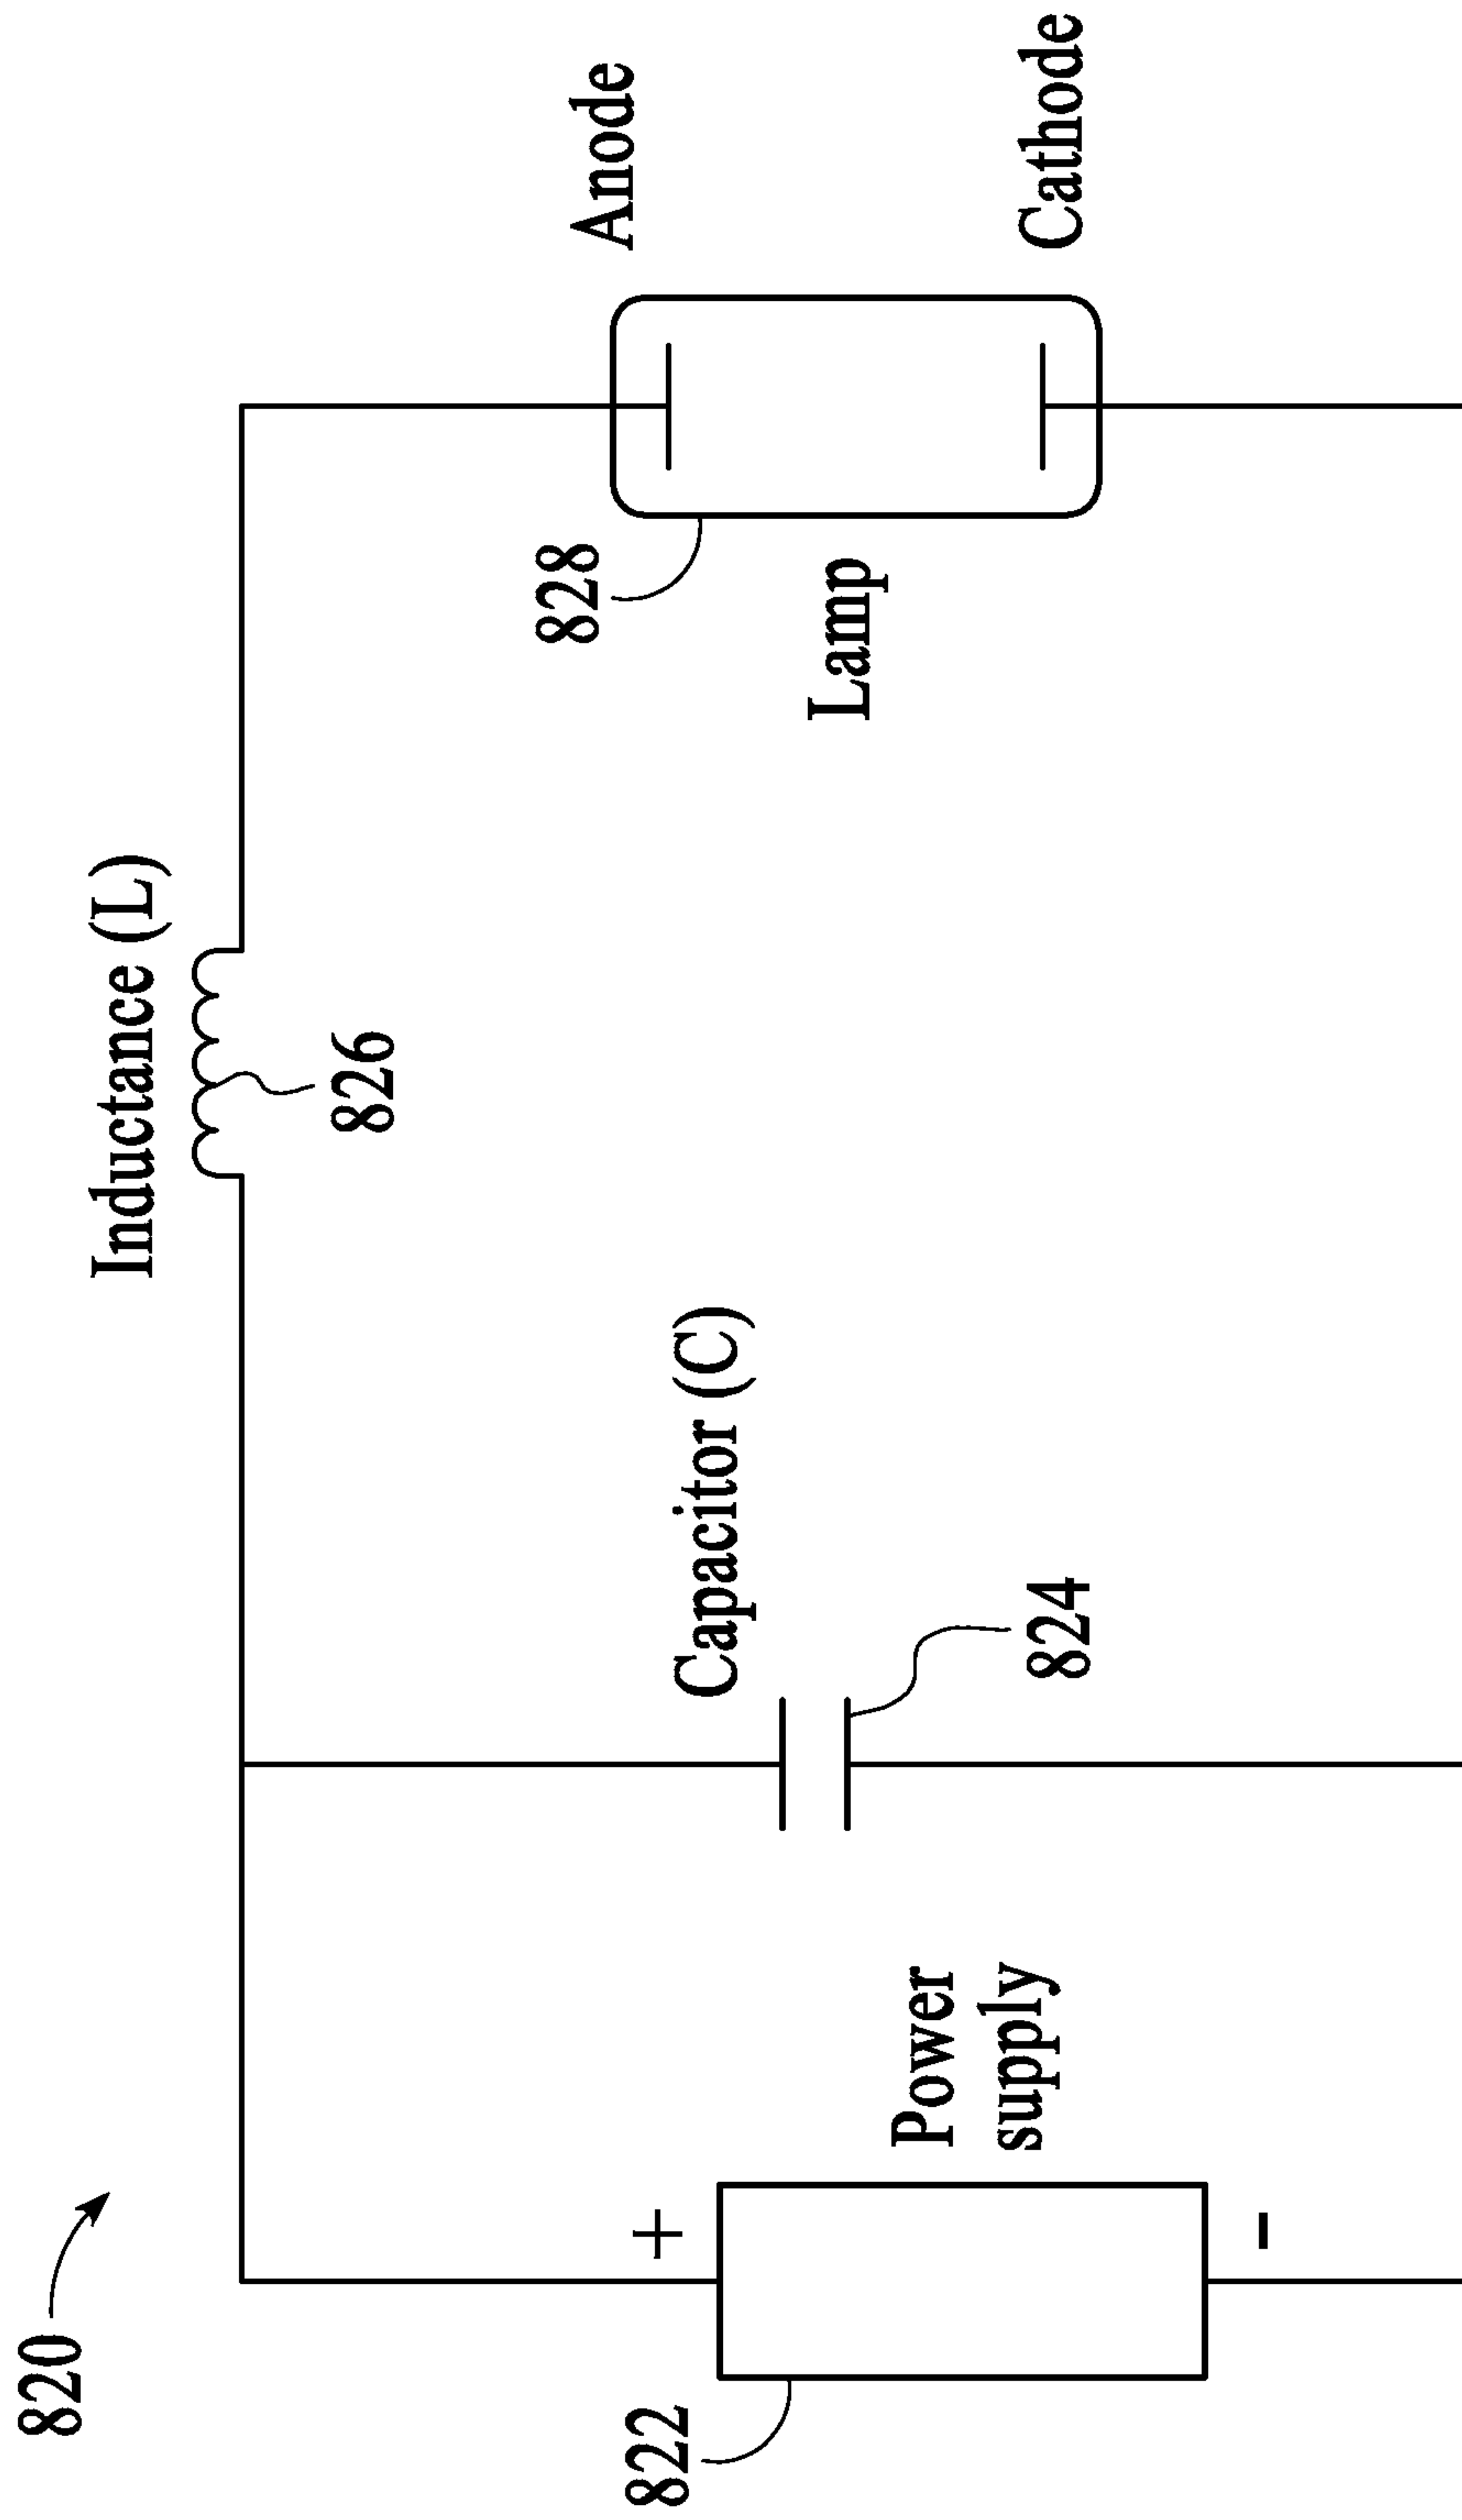 820
Inductance (L)
826
822
+
Power
supply
-
Capacitor (C)
824
828
Lamp
Anode
Cathode